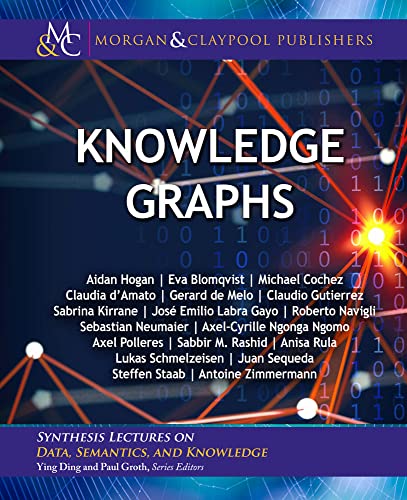 M&C
MORGAN & CLAYPOOL PUBLISHERS
KNOWLEDGE
GRAPHS
Aidan Hogan | Eva Blomqvist | Michael Cochez
Claudia d'Amato | Gerard de Melo | Claudio Gutierrez
Sabrina Kirrane | José Emilio Labra Gayo | Roberto Navigli
Sebastian Neumaier | Axel-Cyrille Ngonga Ngomo
Axel Polleres | Sabbir M. Rashid | Anisa Rula
Lukas Schmelzeisen | Juan Sequeda
Steffen Staab | Antoine Zimmermann
SYNTHESIS LECTURES ON
DATA, SEMANTICS, AND KNOWLEDGE
Ying Ding and Paul Groth, Series Editors